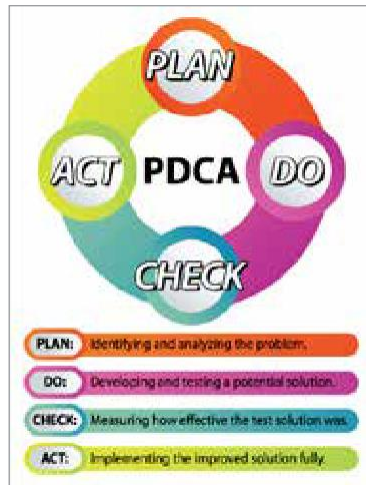 PLAN
ACT PDCA DO
CHECK
PLAN: Identifying and analyzing the problem.
DO: Developing and testing a potential solution.
CHECK: Measuring how effective the test solution was.
ACT: Implementing the improved solution fully.